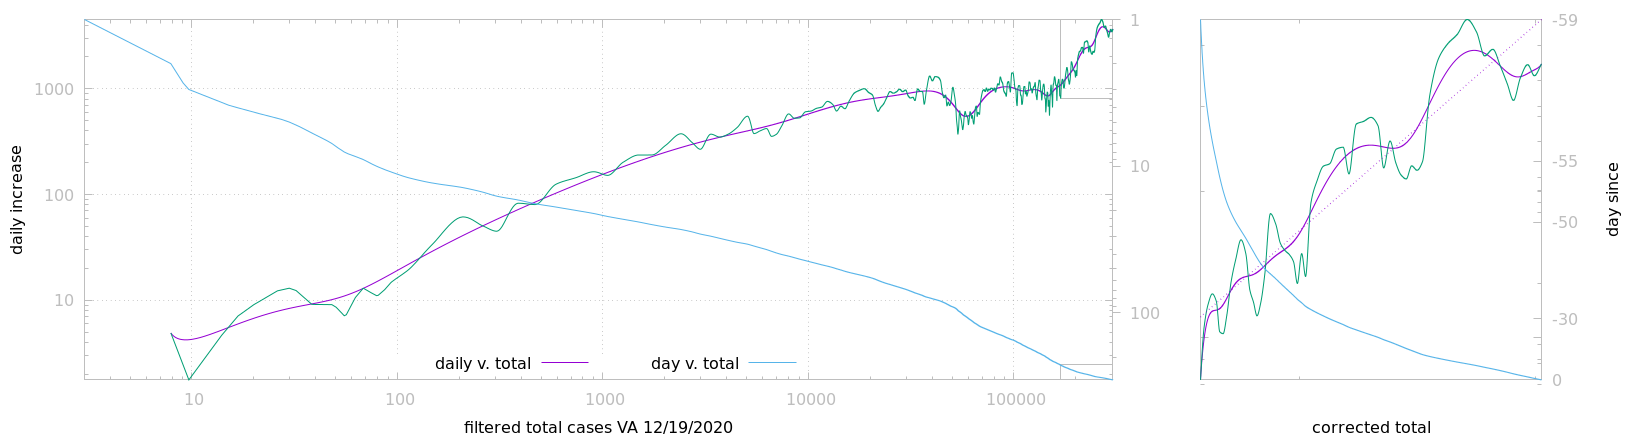 1000
100
10
daily increase
1
10
100
daily v. total
day v. total
10
100
1000
10000
100000
filtered total cases VA 12/19/2020
-59
-55
-50
-30
0
day since
corrected total